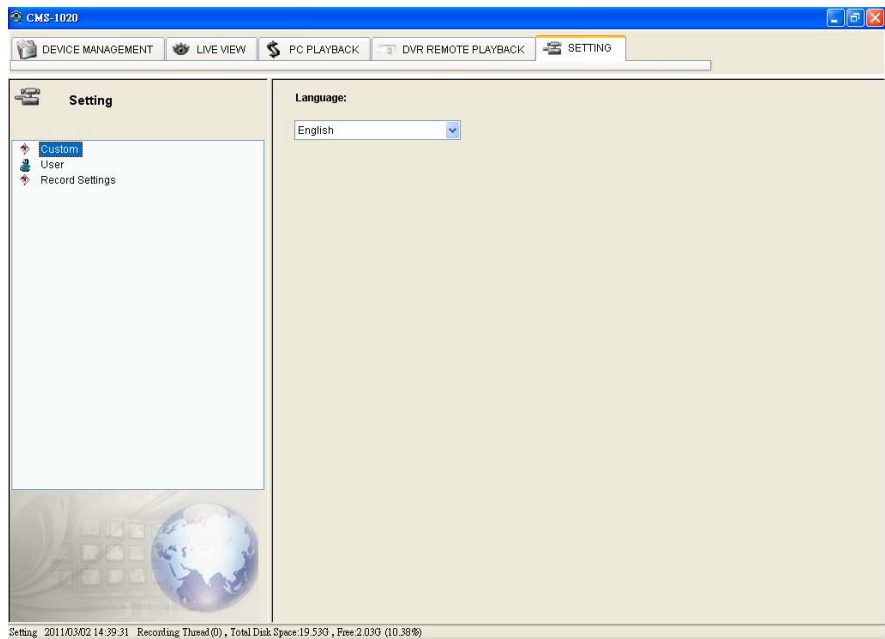 CMS-1020
DEVICE MANAGEMENT LIVE VIEW PC PLAYBACK DVR REMOTE PLAYBACK SETTING
Setting
Custom
User
Record Settings
Language:
English
Setting 2011/03/02 14:39:31 Recording Thread(0) , Total Disk Space:19.53G , Free:2.03G (10.38%)